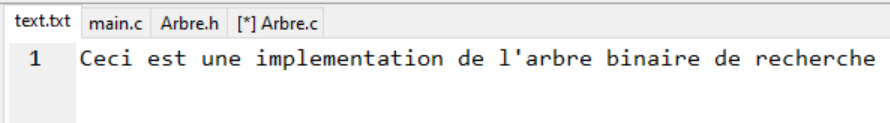 text.txt main.c Arbre.h [*] Arbre.c
1 Ceci est une implementation de l'arbre binaire de recherche